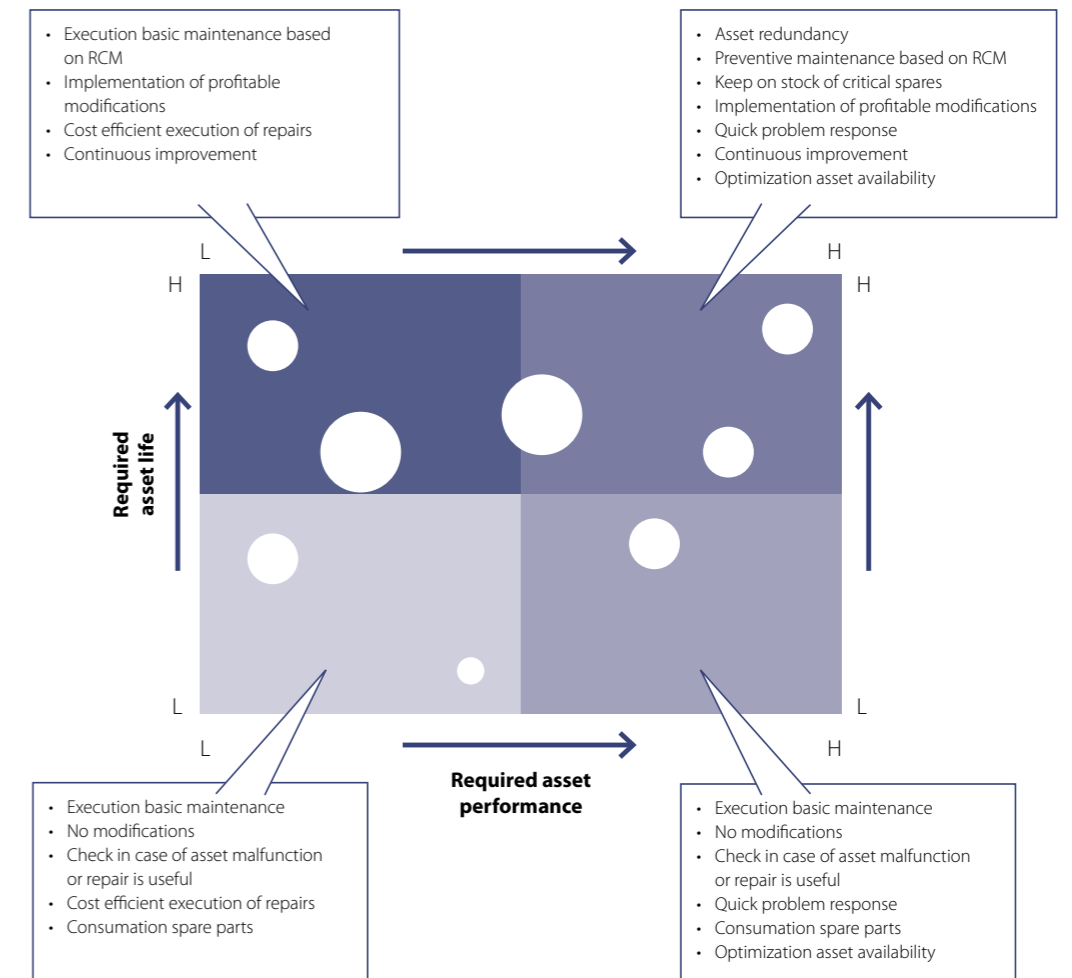 • Execution basic maintenance based
on RCM
• Implementation of profitable
modifications
• Cost efficient execution of repairs
• Continuous improvement
• Asset redundancy
• Preventive maintenance based on RCM
• Keep on stock of critical spares
• Implementation of profitable modifications
• Quick problem response
• Continuous improvement
• Optimization asset availability
L
H
H
H
Required
asset life
L
L
L
H
Required asset
performance
• Execution basic maintenance
• No modifications
• Check in case of asset malfunction
or repair is useful
• Cost efficient execution of repairs
• Consumation spare parts
• Execution basic maintenance
• No modifications
• Check in case of asset malfunction
or repair is useful
• Quick problem response
• Consumation spare parts
• Optimization asset availability